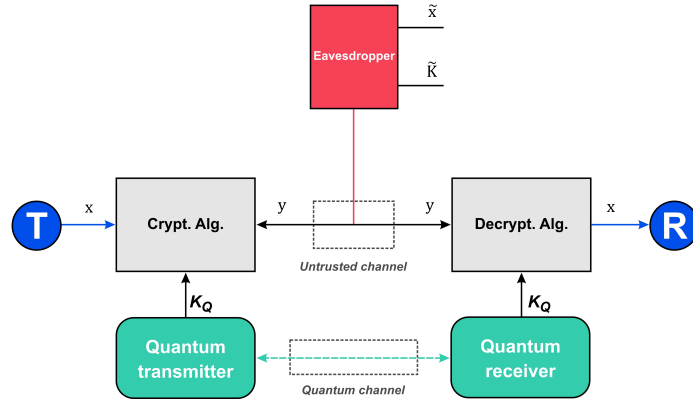 x̃
Eavesdropper
K̃
x
y
y
x
T
Crypt. Alg.
Decrypt. Alg.
R
Untrusted channel
K_Q
K_Q
Quantum
transmitter
Quantum
receiver
Quantum channel